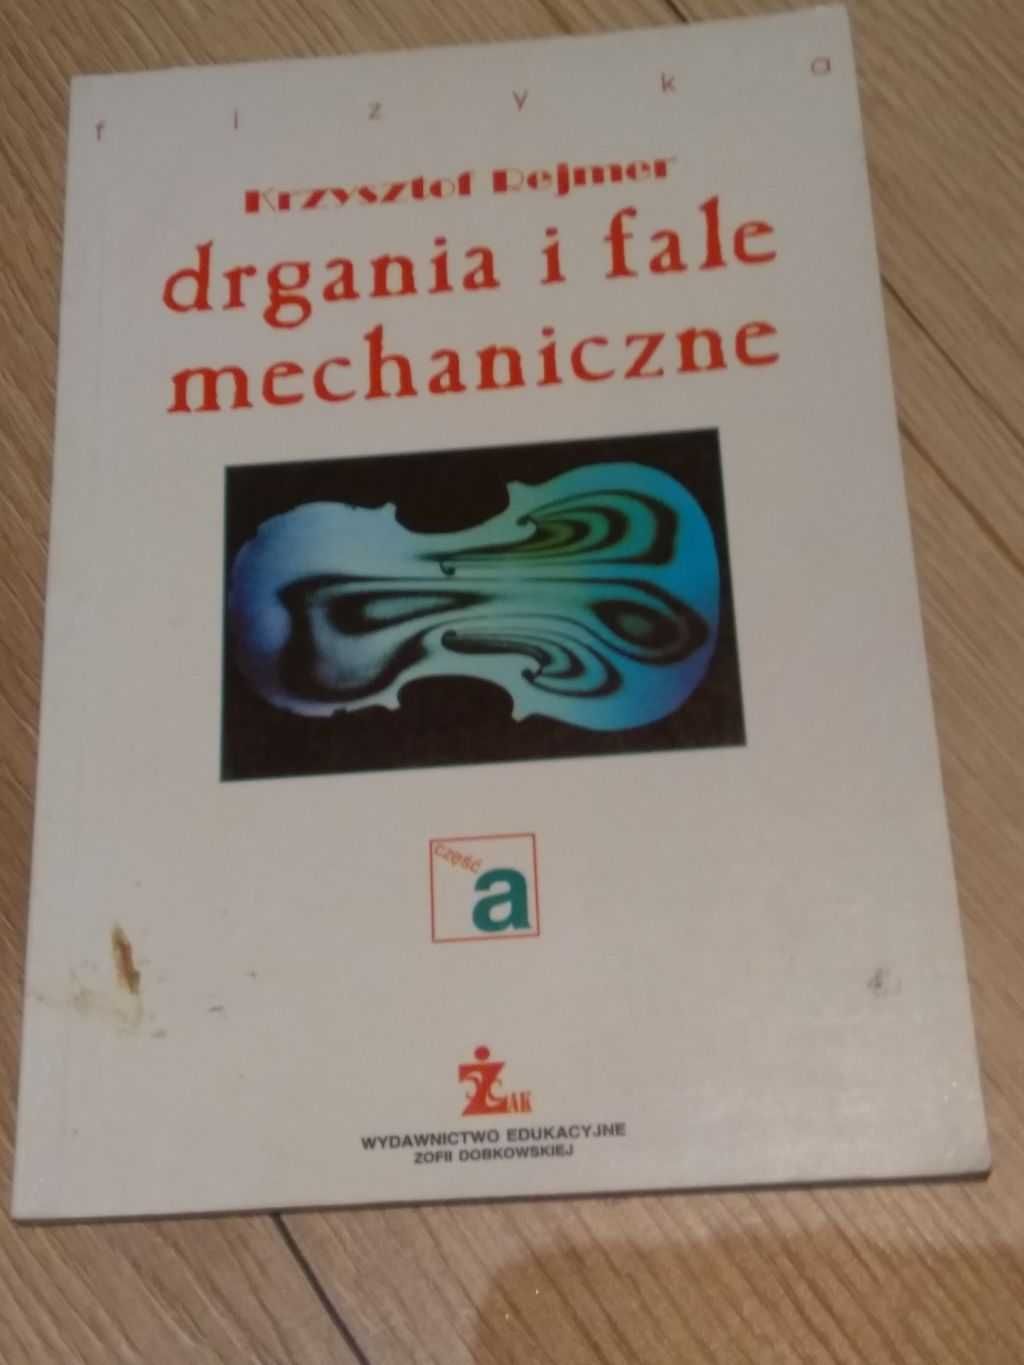 f i z y k a
Krzysztof Rejmer
drgania i fale
mechaniczne
część
a
ŻAK
WYDAWNICTWO EDUKACYJNE
ZOFII DOBKOWSKIEJ